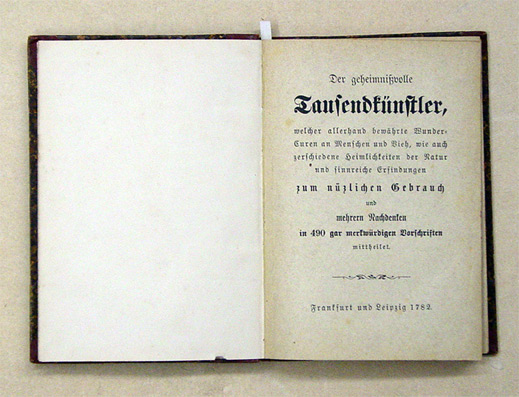 Der geheimnißvolle
Tausendkünstler,
welcher allerhand bewährte Wunder-
Curen an Menschen und Vieh, wie auch
zerschiedene Heimlichkeiten der Natur
und sinnreiche Erfindungen
zum nüzlichen Gebrauch
und
mehrern Nachdenken
in 490 gar merkwürdigen Vorschriften
mittheilet.
Frankfurt und Leipzig 1782.